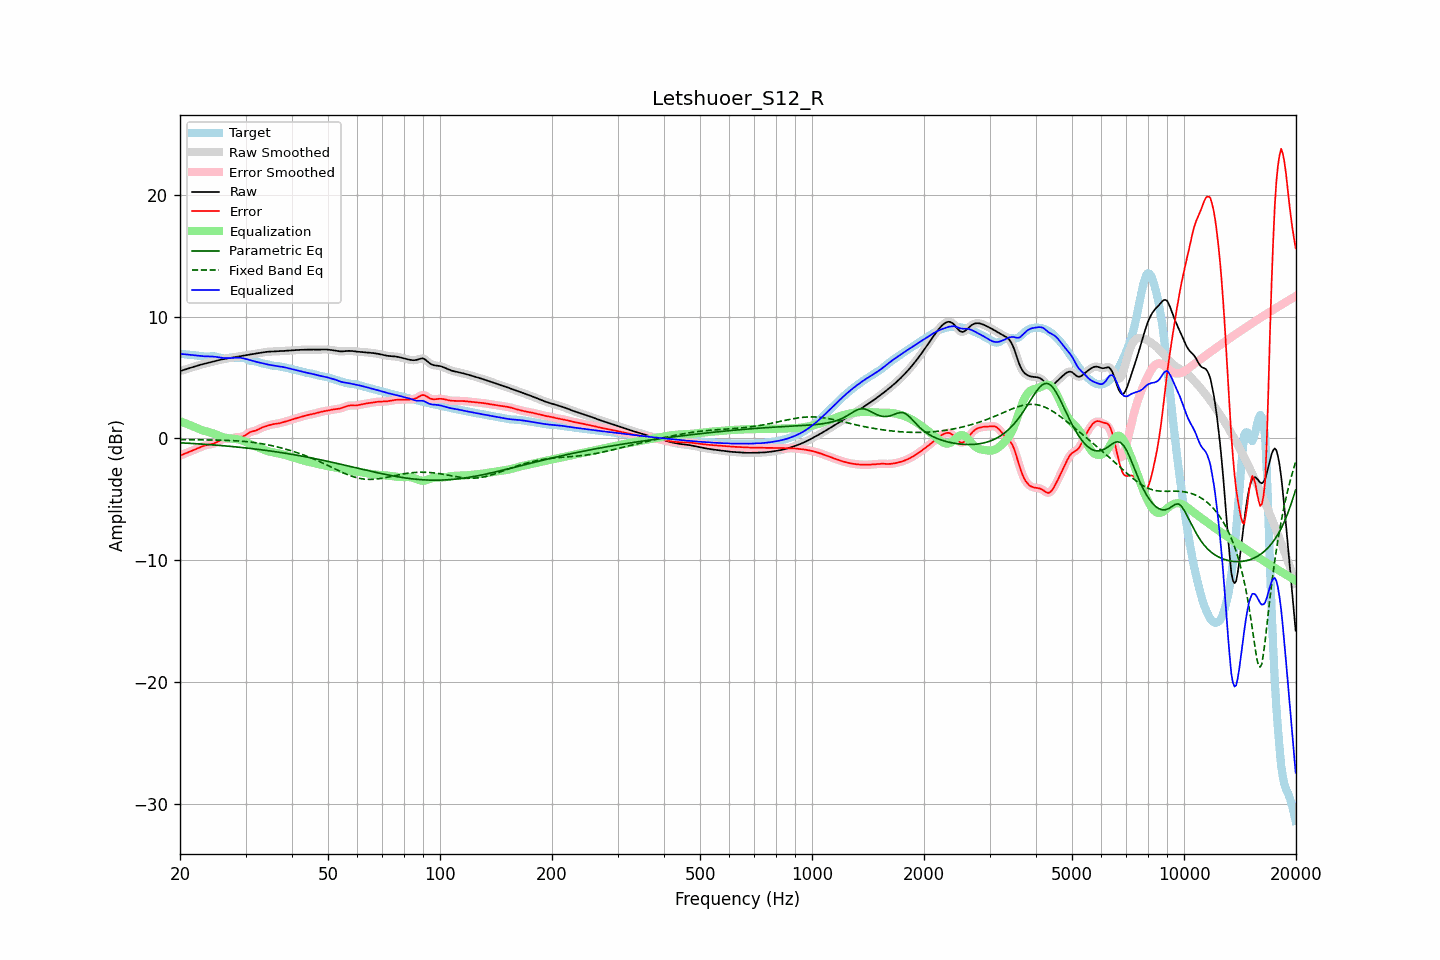 Letshuoer_S12_R
Target
Raw Smoothed
Error Smoothed
Raw
Error
Equalization
Parametric Eq
Fixed Band Eq
Equalized
Amplitude (dBr)
20
10
0
−10
−20
−30
20
50
100
200
500
1000
2000
5000
10000
20000
Frequency (Hz)